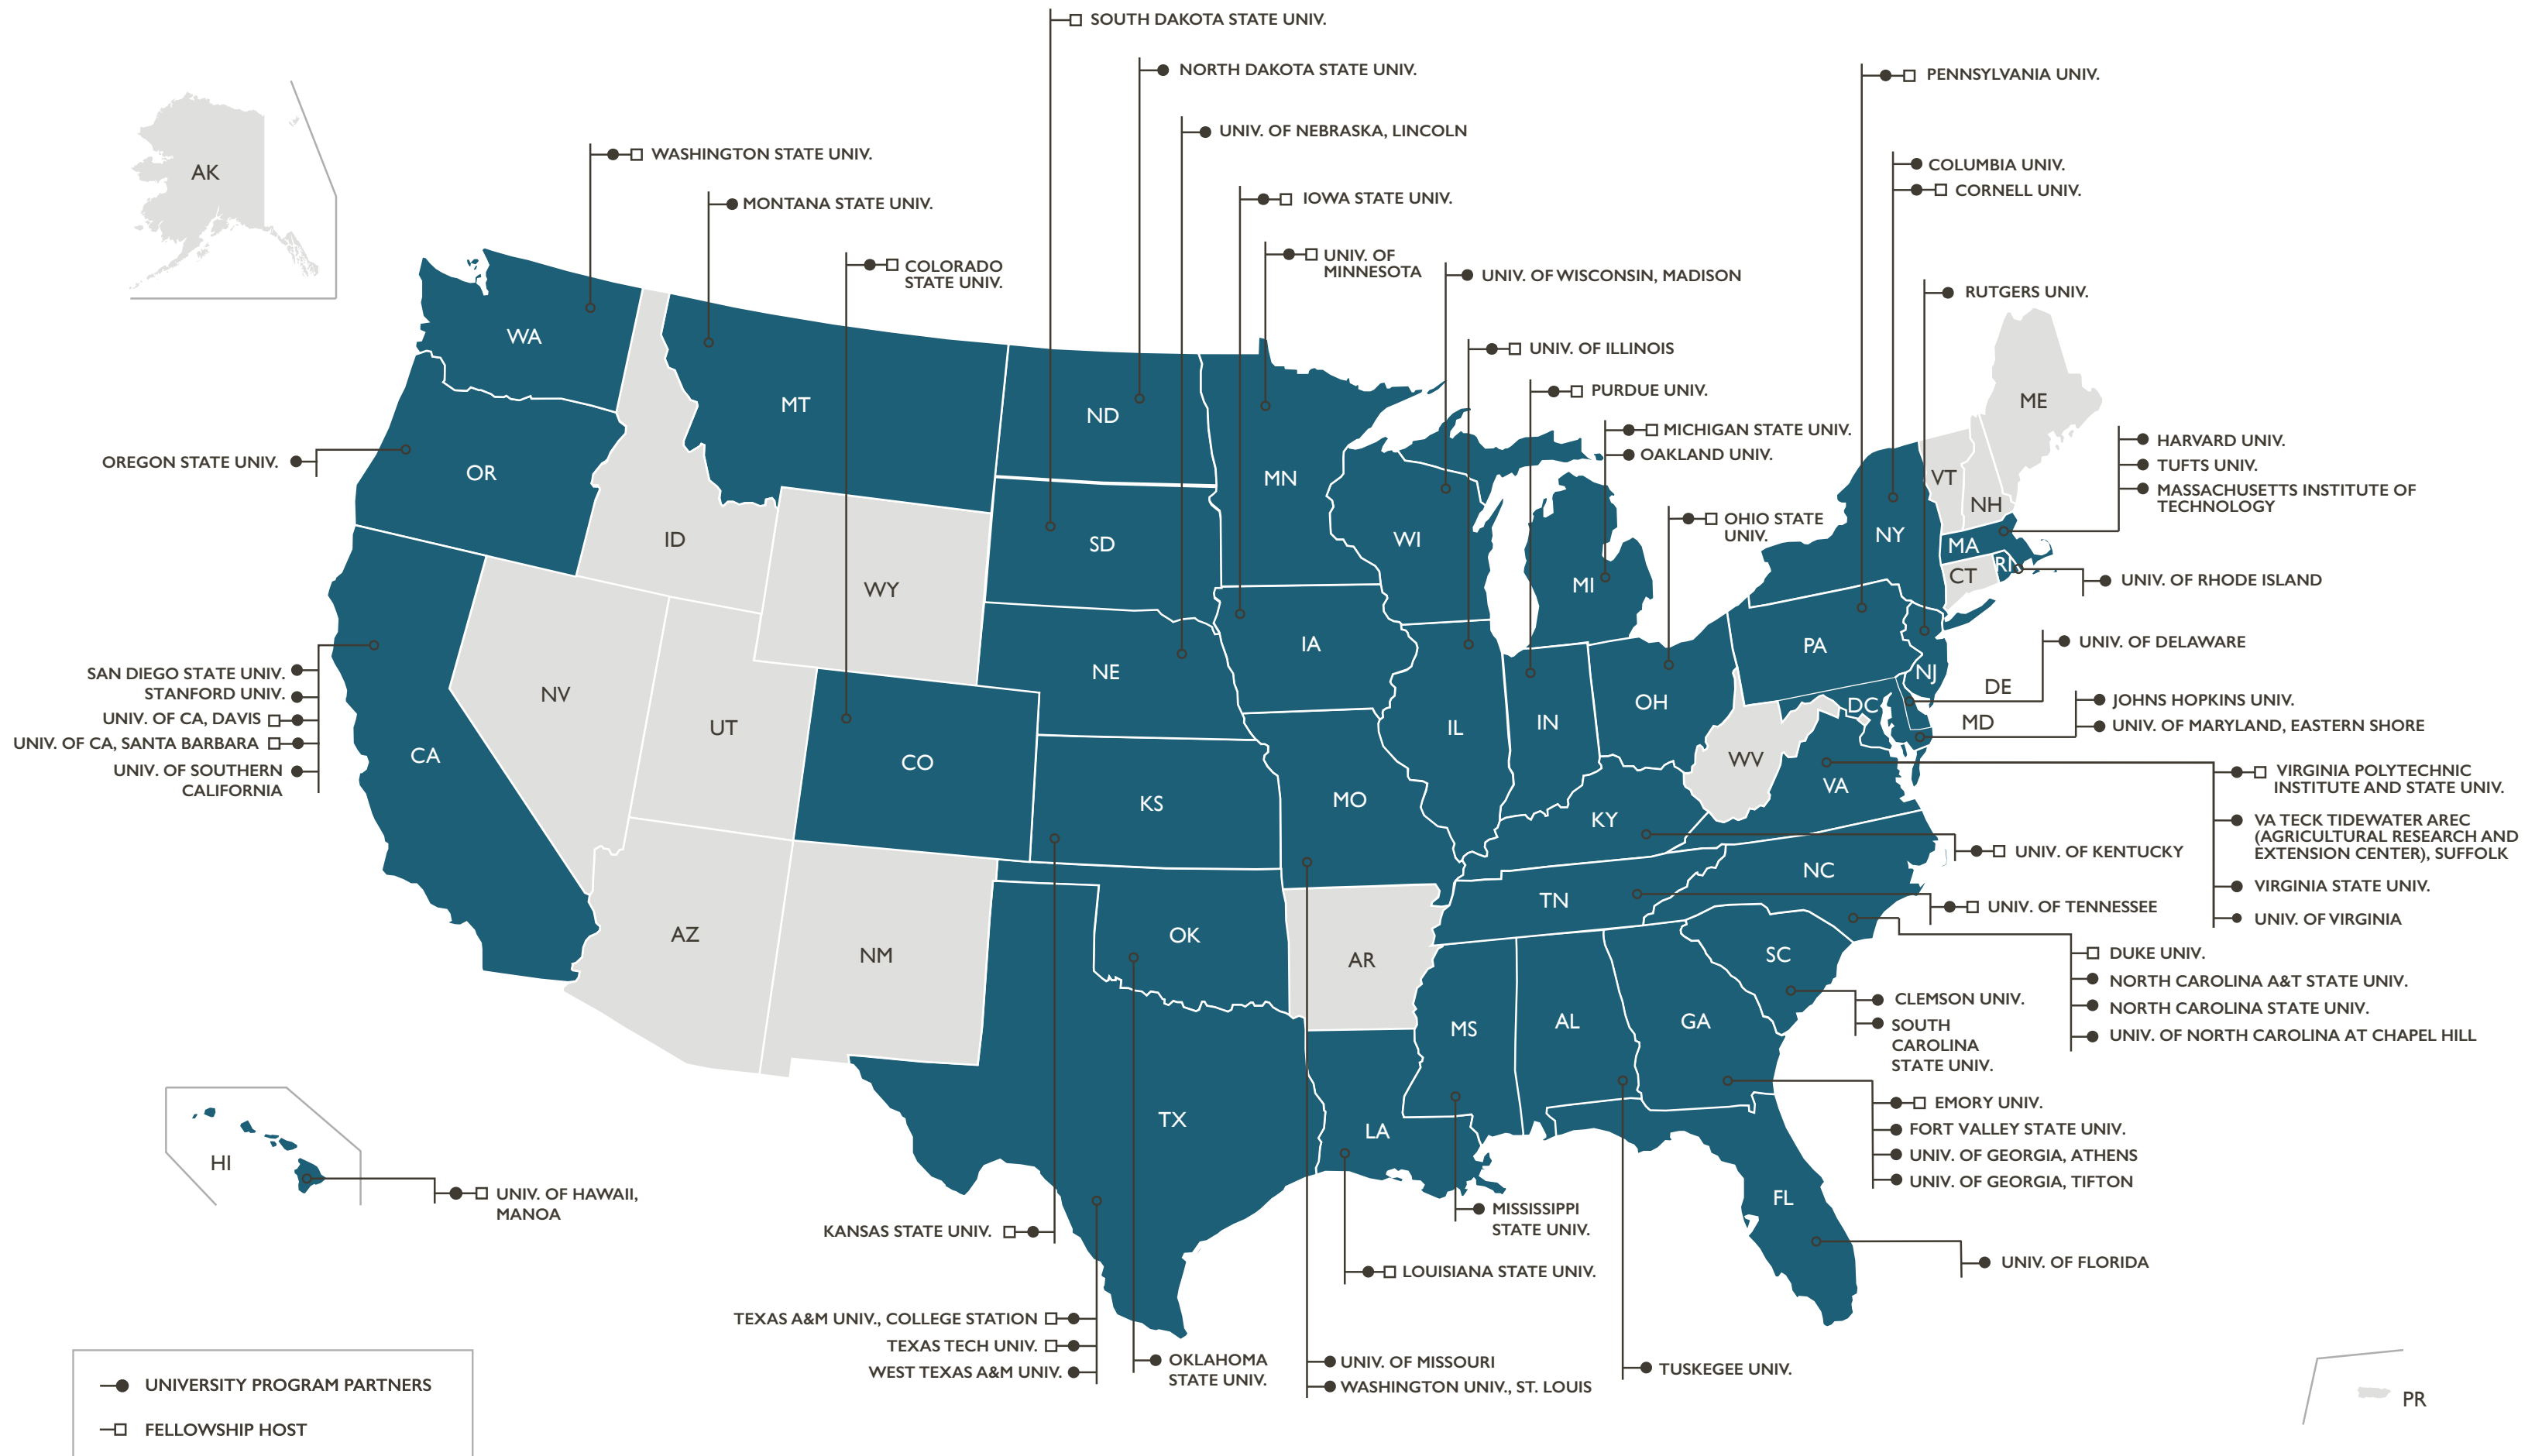 SOUTH DAKOTA STATE UNIV.
NORTH DAKOTA STATE UNIV.
PENNSYLVANIA UNIV.
UNIV. OF NEBRASKA, LINCOLN
WASHINGTON STATE UNIV.
COLUMBIA UNIV.
CORNELL UNIV.
MONTANA STATE UNIV.
IOWA STATE UNIV.
COLORADO
STATE UNIV.
UNIV. OF
MINNESOTA
UNIV. OF WISCONSIN, MADISON
RUTGERS UNIV.
UNIV. OF ILLINOIS
PURDUE UNIV.
MICHIGAN STATE UNIV.
OAKLAND UNIV.
OHIO STATE
UNIV.
HARVARD UNIV.
TUFTS UNIV.
MASSACHUSETTS INSTITUTE OF
TECHNOLOGY
UNIV. OF RHODE ISLAND
UNIV. OF DELAWARE
JOHNS HOPKINS UNIV.
UNIV. OF MARYLAND, EASTERN SHORE
VIRGINIA POLYTECHNIC
INSTITUTE AND STATE UNIV.
VA TECK TIDEWATER AREC
(AGRICULTURAL RESEARCH AND
EXTENSION CENTER), SUFFOLK
VIRGINIA STATE UNIV.
UNIV. OF VIRGINIA
UNIV. OF KENTUCKY
UNIV. OF TENNESSEE
DUKE UNIV.
NORTH CAROLINA A&T STATE UNIV.
NORTH CAROLINA STATE UNIV.
UNIV. OF NORTH CAROLINA AT CHAPEL HILL
CLEMSON UNIV.
SOUTH
CAROLINA
STATE UNIV.
EMORY UNIV.
FORT VALLEY STATE UNIV.
UNIV. OF GEORGIA, ATHENS
UNIV. OF GEORGIA, TIFTON
UNIV. OF FLORIDA
TUSKEGEE UNIV.
MISSISSIPPI
STATE UNIV.
LOUISIANA STATE UNIV.
UNIV. OF MISSOURI
WASHINGTON UNIV., ST. LOUIS
OKLAHOMA
STATE UNIV.
KANSAS STATE UNIV.
TEXAS A&M UNIV., COLLEGE STATION
TEXAS TECH UNIV.
WEST TEXAS A&M UNIV.
UNIV. OF HAWAII,
MANOA
OREGON STATE UNIV.
SAN DIEGO STATE UNIV.
STANFORD UNIV.
UNIV. OF CA, DAVIS
UNIV. OF CA, SANTA BARBARA
UNIV. OF SOUTHERN
CALIFORNIA
AK
WA
OR
CA
ID
NV
MT
WY
UT
AZ
CO
NM
ND
SD
NE
KS
OK
TX
MN
IA
MO
AR
LA
WI
IL
MI
IN
OH
KY
TN
MS
AL
GA
FL
SC
NC
VA
WV
DC
MD
DE
PA
NJ
NY
CT
MA
VT
NH
ME
HI
PR
UNIVERSITY PROGRAM PARTNERS
FELLOWSHIP HOST